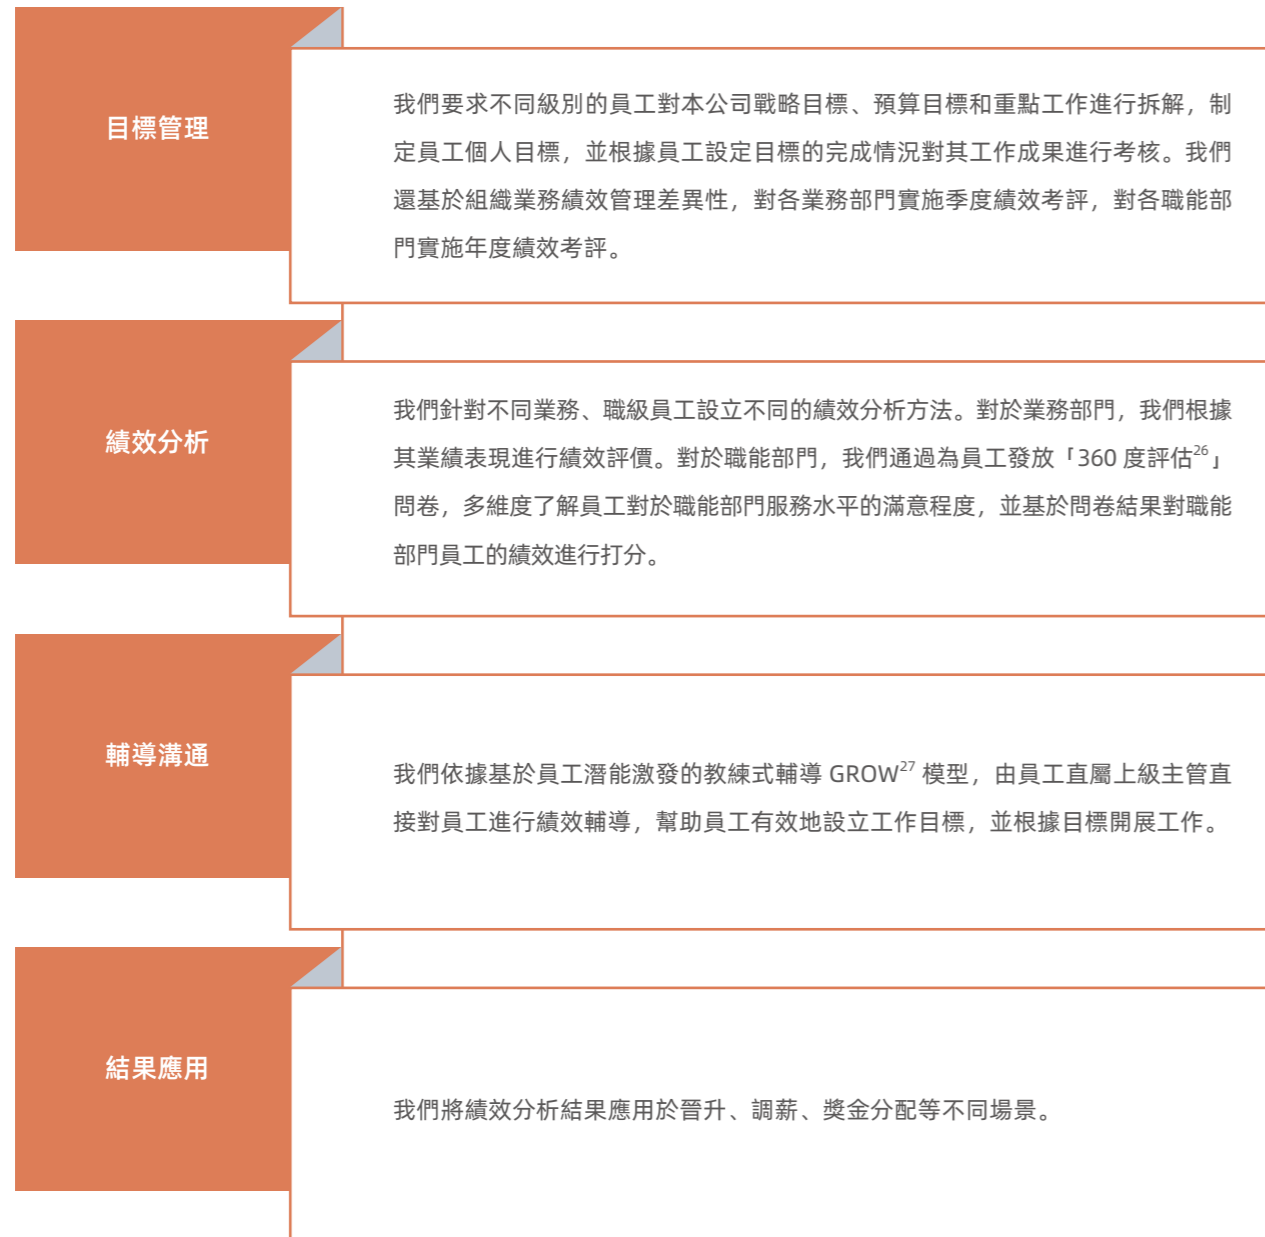 目標管理
我們要求不同級別的員工對本公司戰略目標、預算目標和重點工作進行拆解，制
定員工個人目標，並根據員工設定目標的完成情況對其工作成果進行考核。我們
還基於組織業務績效管理差異性，對各業務部門實施季度績效考評，對各職能部
門實施年度績效考評。
績效分析
我們針對不同業務、職級員工設立不同的績效分析方法。對於業務部門，我們根據
其業績表現進行績效評價。對於職能部門，我們通過為員工發放「360 度評估26」
問卷，多維度了解員工對於職能部門服務水平的滿意程度，並基於問卷結果對職能
部門員工的績效進行打分。
輔導溝通
我們依據基於員工潛能激發的教練式輔導 GROW27 模型，由員工直屬上級主管直
接對員工進行績效輔導，幫助員工有效地設立工作目標，並根據目標開展工作。
結果應用
我們將績效分析結果應用於晉升、調薪、獎金分配等不同場景。